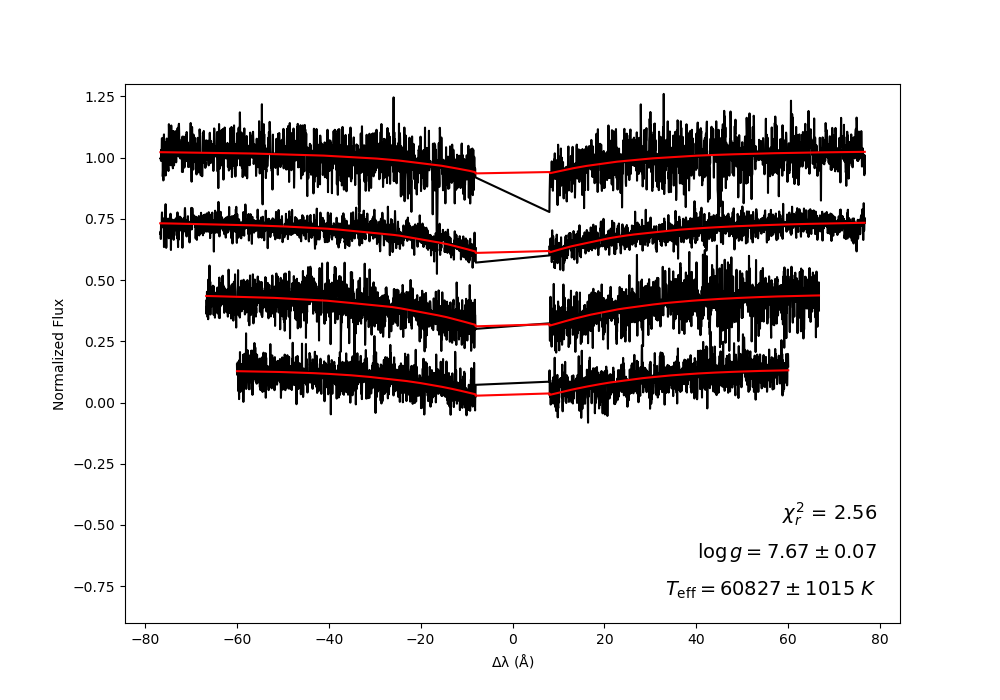 1.25
1.00
0.75
0.50
0.25
0.00
−0.25
−0.50
−0.75
Normalized Flux
χ²ᵣ = 2.56
log g = 7.67 ± 0.07
T_eff = 60827 ± 1015 K
−80 −60 −40 −20 0 20 40 60 80
Δλ (Å)